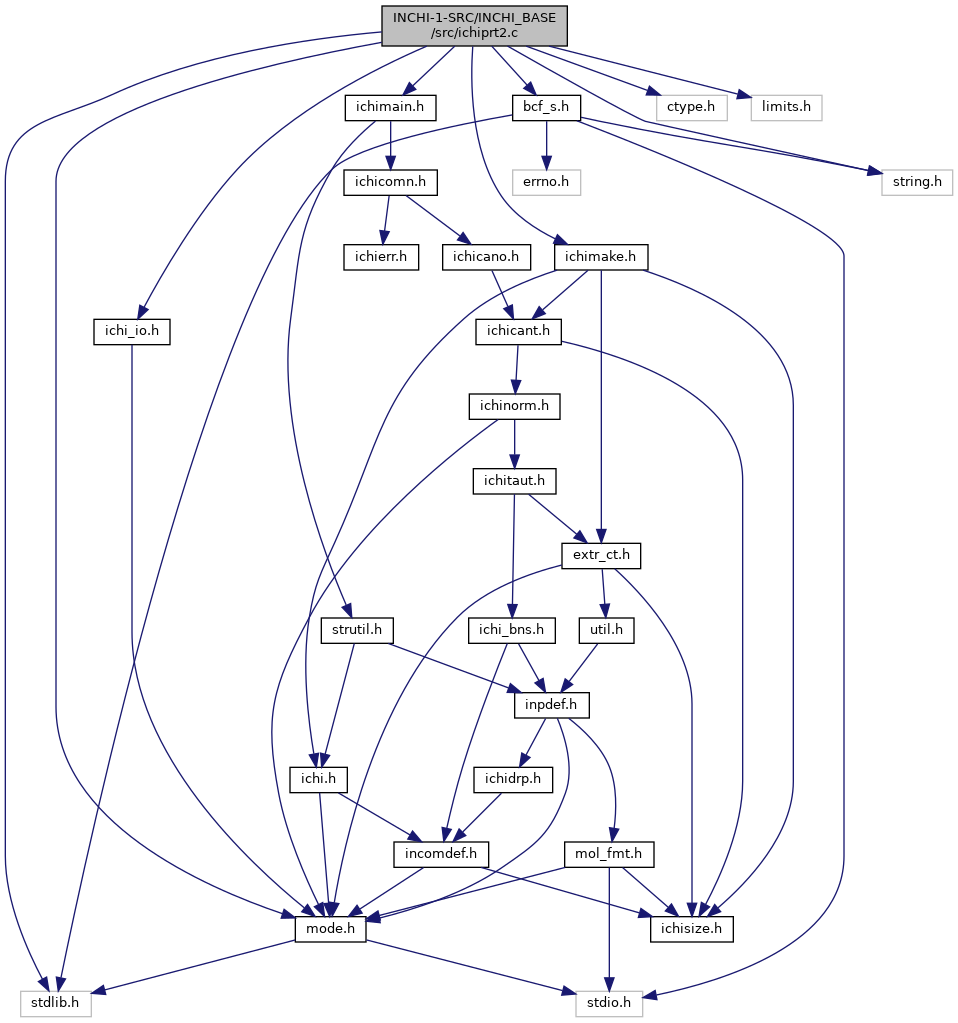 INCHI-1-SRC/INCHI_BASE
/src/ichiprt2.c
ichimain.h
bcf_s.h
ctype.h
limits.h
ichicomn.h
errno.h
string.h
ichierr.h
ichicano.h
ichimake.h
ichi_io.h
ichicant.h
ichinorm.h
ichitaut.h
extr_ct.h
strutil.h
ichi_bns.h
util.h
inpdef.h
ichi.h
ichidrp.h
incomdef.h
mol_fmt.h
mode.h
ichisize.h
stdlib.h
stdio.h